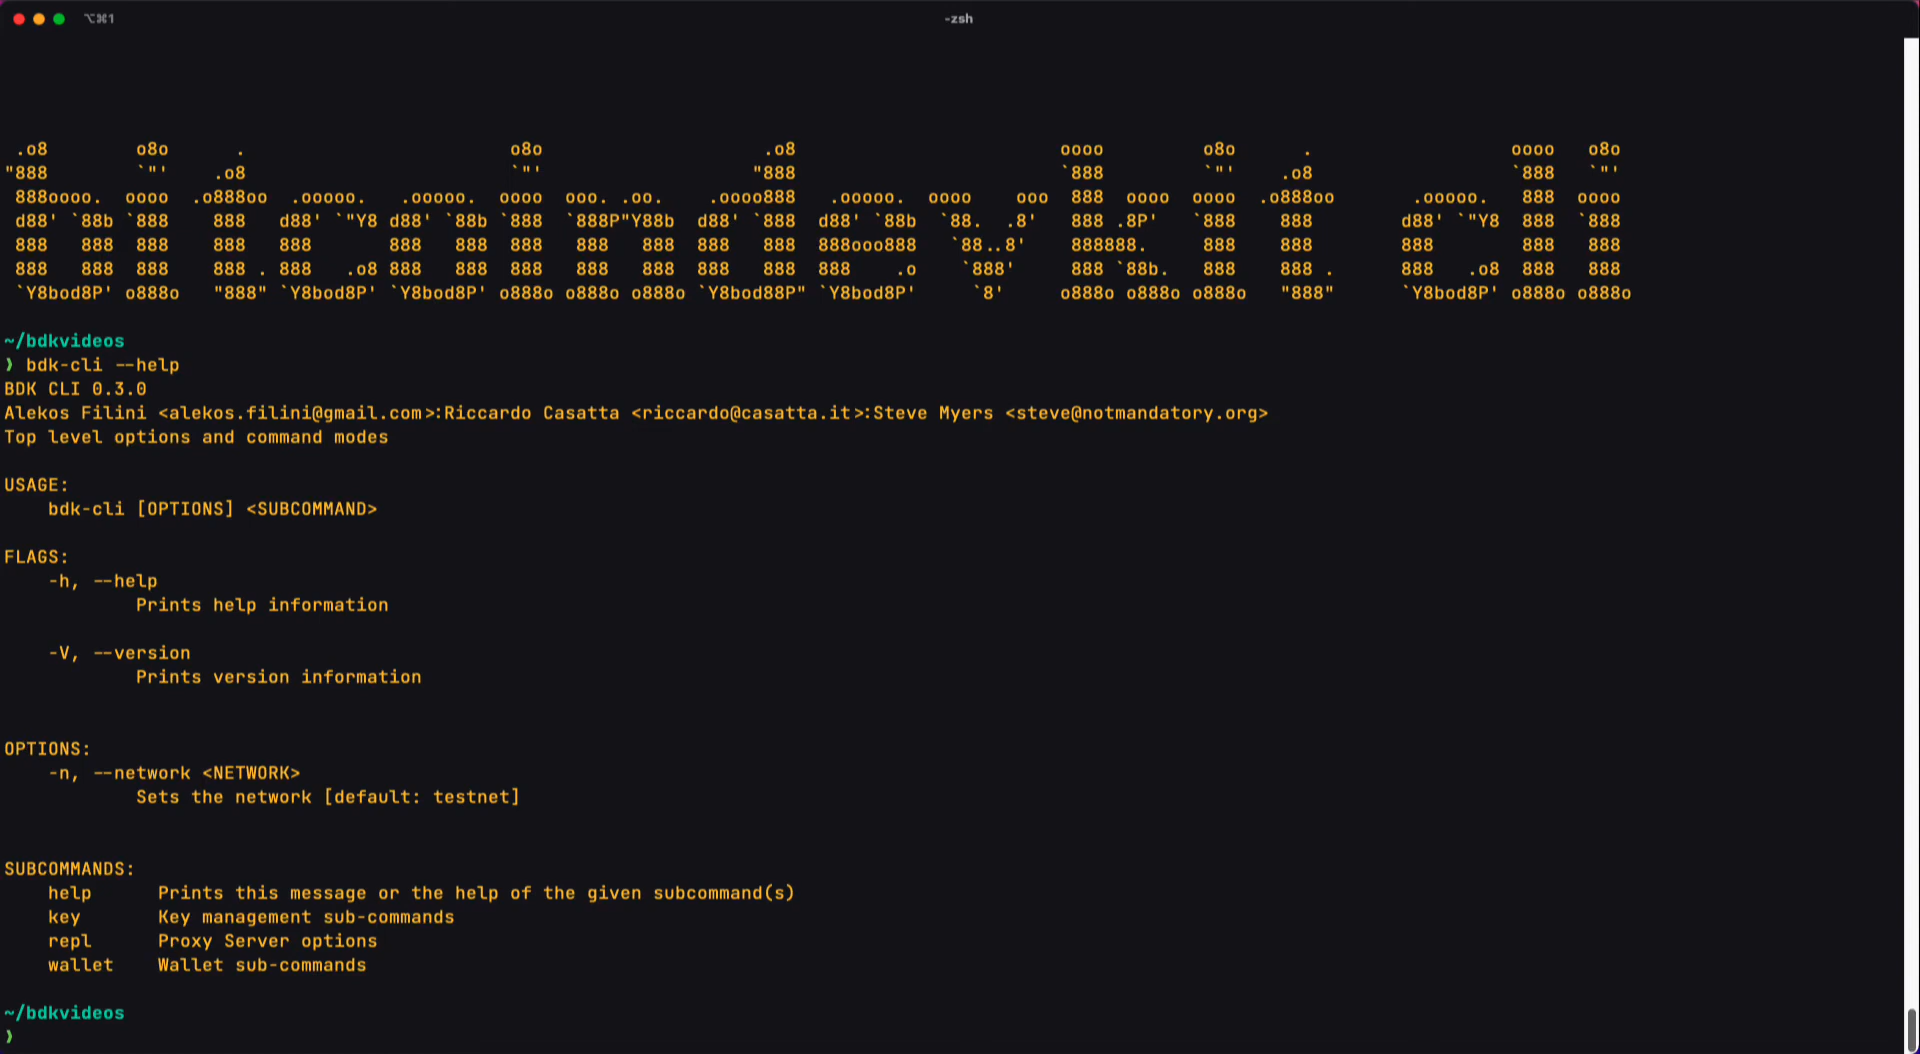 ⌥⌘1
-zsh
bitcoindevkit cli
~/bdkvideos
❯ bdk-cli --help
BDK CLI 0.3.0
Alekos Filini <alekos.filini@gmail.com>:Riccardo Casatta <riccardo@casatta.it>:Steve Myers <steve@notmandatory.org>
Top level options and command modes
USAGE:
bdk-cli [OPTIONS] <SUBCOMMAND>
FLAGS:
-h, --help
Prints help information
-V, --version
Prints version information
OPTIONS:
-n, --network <NETWORK>
Sets the network [default: testnet]
SUBCOMMANDS:
help Prints this message or the help of the given subcommand(s)
key Key management sub-commands
repl Proxy Server options
wallet Wallet sub-commands
~/bdkvideos
❯